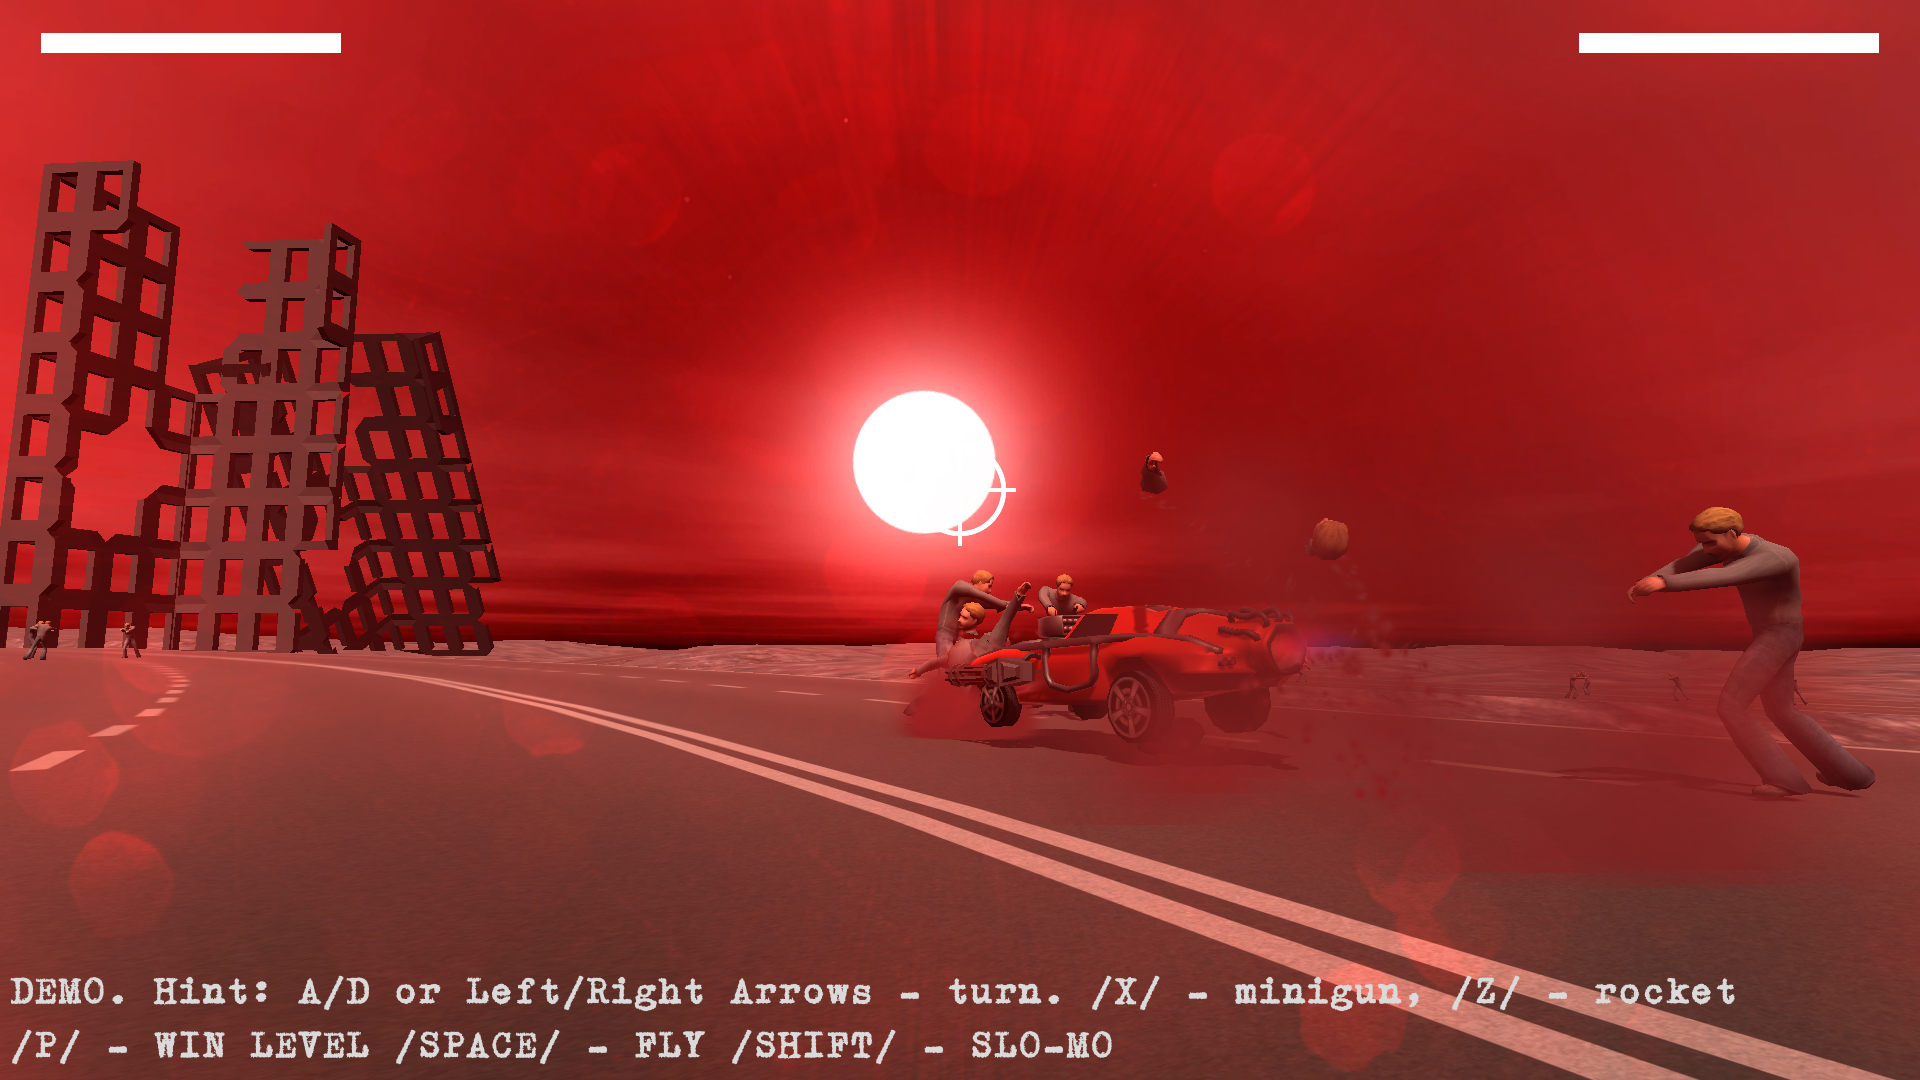 DEMO. Hint: A/D or Left/Right Arrows - turn. /X/ - minigun, /Z/ - rocket
/P/ - WIN LEVEL /SPACE/ - FLY /SHIFT/ - SLO-MO